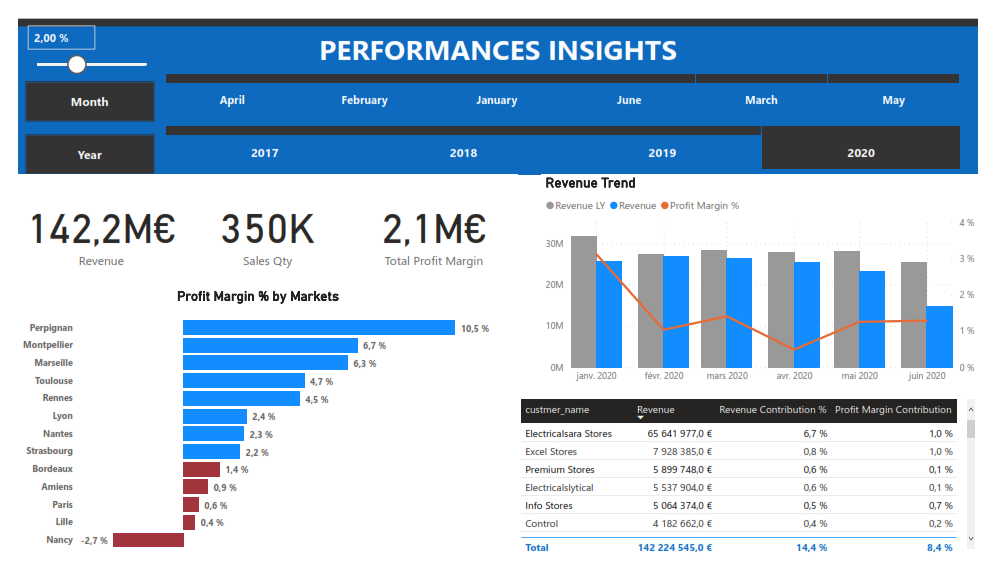 2,00 %
PERFORMANCES INSIGHTS
Month
April February January June March May
Year
2017 2018 2019 2020
142,2M€ 350K 2,1M€
Revenue Sales Qty Total Profit Margin
Profit Margin % by Markets
Perpignan 10,5 %
Montpellier 6,7 %
Marseille 6,3 %
Toulouse 4,7 %
Rennes 4,5 %
Lyon 2,4 %
Nantes 2,3 %
Strasbourg 2,2 %
Bordeaux 1,4 %
Amiens 0,9 %
Paris 0,6 %
Lille 0,4 %
Nancy -2,7 %
Revenue Trend
Revenue LY Revenue Profit Margin %
30M
20M
10M
0M
4 %
3 %
2 %
1 %
0 %
janv. 2020 févr. 2020 mars 2020 avr. 2020 mai 2020 juin 2020
custmer_name Revenue Revenue Contribution % Profit Margin Contribution
Electricalsara Stores 65 641 977,0 € 6,7 % 1,0 %
Excel Stores 7 928 385,0 € 0,8 % 1,0 %
Premium Stores 5 899 748,0 € 0,6 % 0,1 %
Electricalslytical 5 537 904,0 € 0,6 % 0,1 %
Info Stores 5 064 374,0 € 0,5 % 0,7 %
Control 4 182 662,0 € 0,4 % 0,2 %
Total 142 224 545,0 € 14,4 % 8,4 %